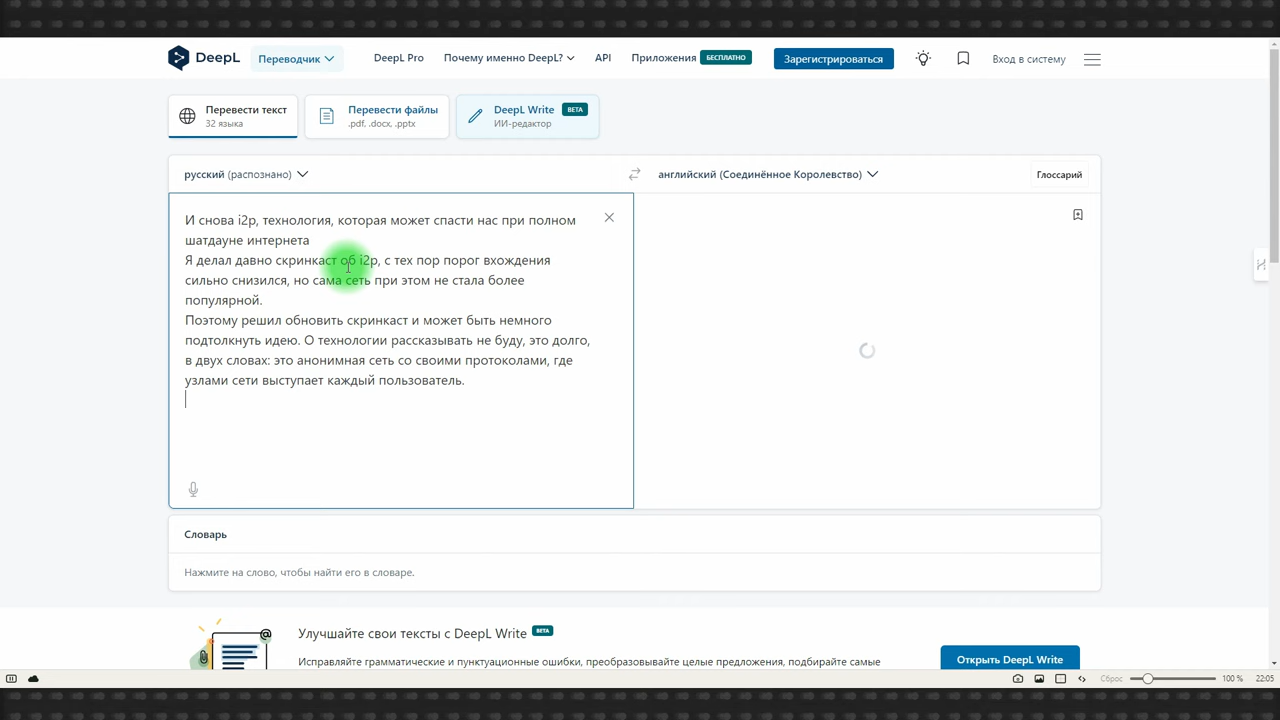 DeepL
Переводчик
DeepL Pro
Почему именно DeepL?
API
Приложения
БЕСПЛАТНО
Зарегистрироваться
Вход в систему
Перевести текст
32 языка
Перевести файлы
.pdf, .docx, .pptx
DeepL Write
BETA
ИИ-редактор
русский (распознано)
английский (Соединённое Королевство)
Глоссарий
И снова i2p, технология, которая может спасти нас при полном
шатдауне интернета
Я делал давно скринкаст об i2p, с тех пор порог вхождения
сильно снизился, но сама сеть при этом не стала более
популярной.
Поэтому решил обновить скринкаст и может быть немного
подтолкнуть идею. О технологии рассказывать не буду, это долго,
в двух словах: это анонимная сеть со своими протоколами, где
узлами сети выступает каждый пользователь.
Словарь
Нажмите на слово, чтобы найти его в словаре.
Улучшайте свои тексты с DeepL Write
BETA
Исправляйте грамматические и пунктуационные ошибки, преобразовывайте целые предложения, подбирайте самые
Открыть DeepL Write
@
Сброс
100 %
22:05